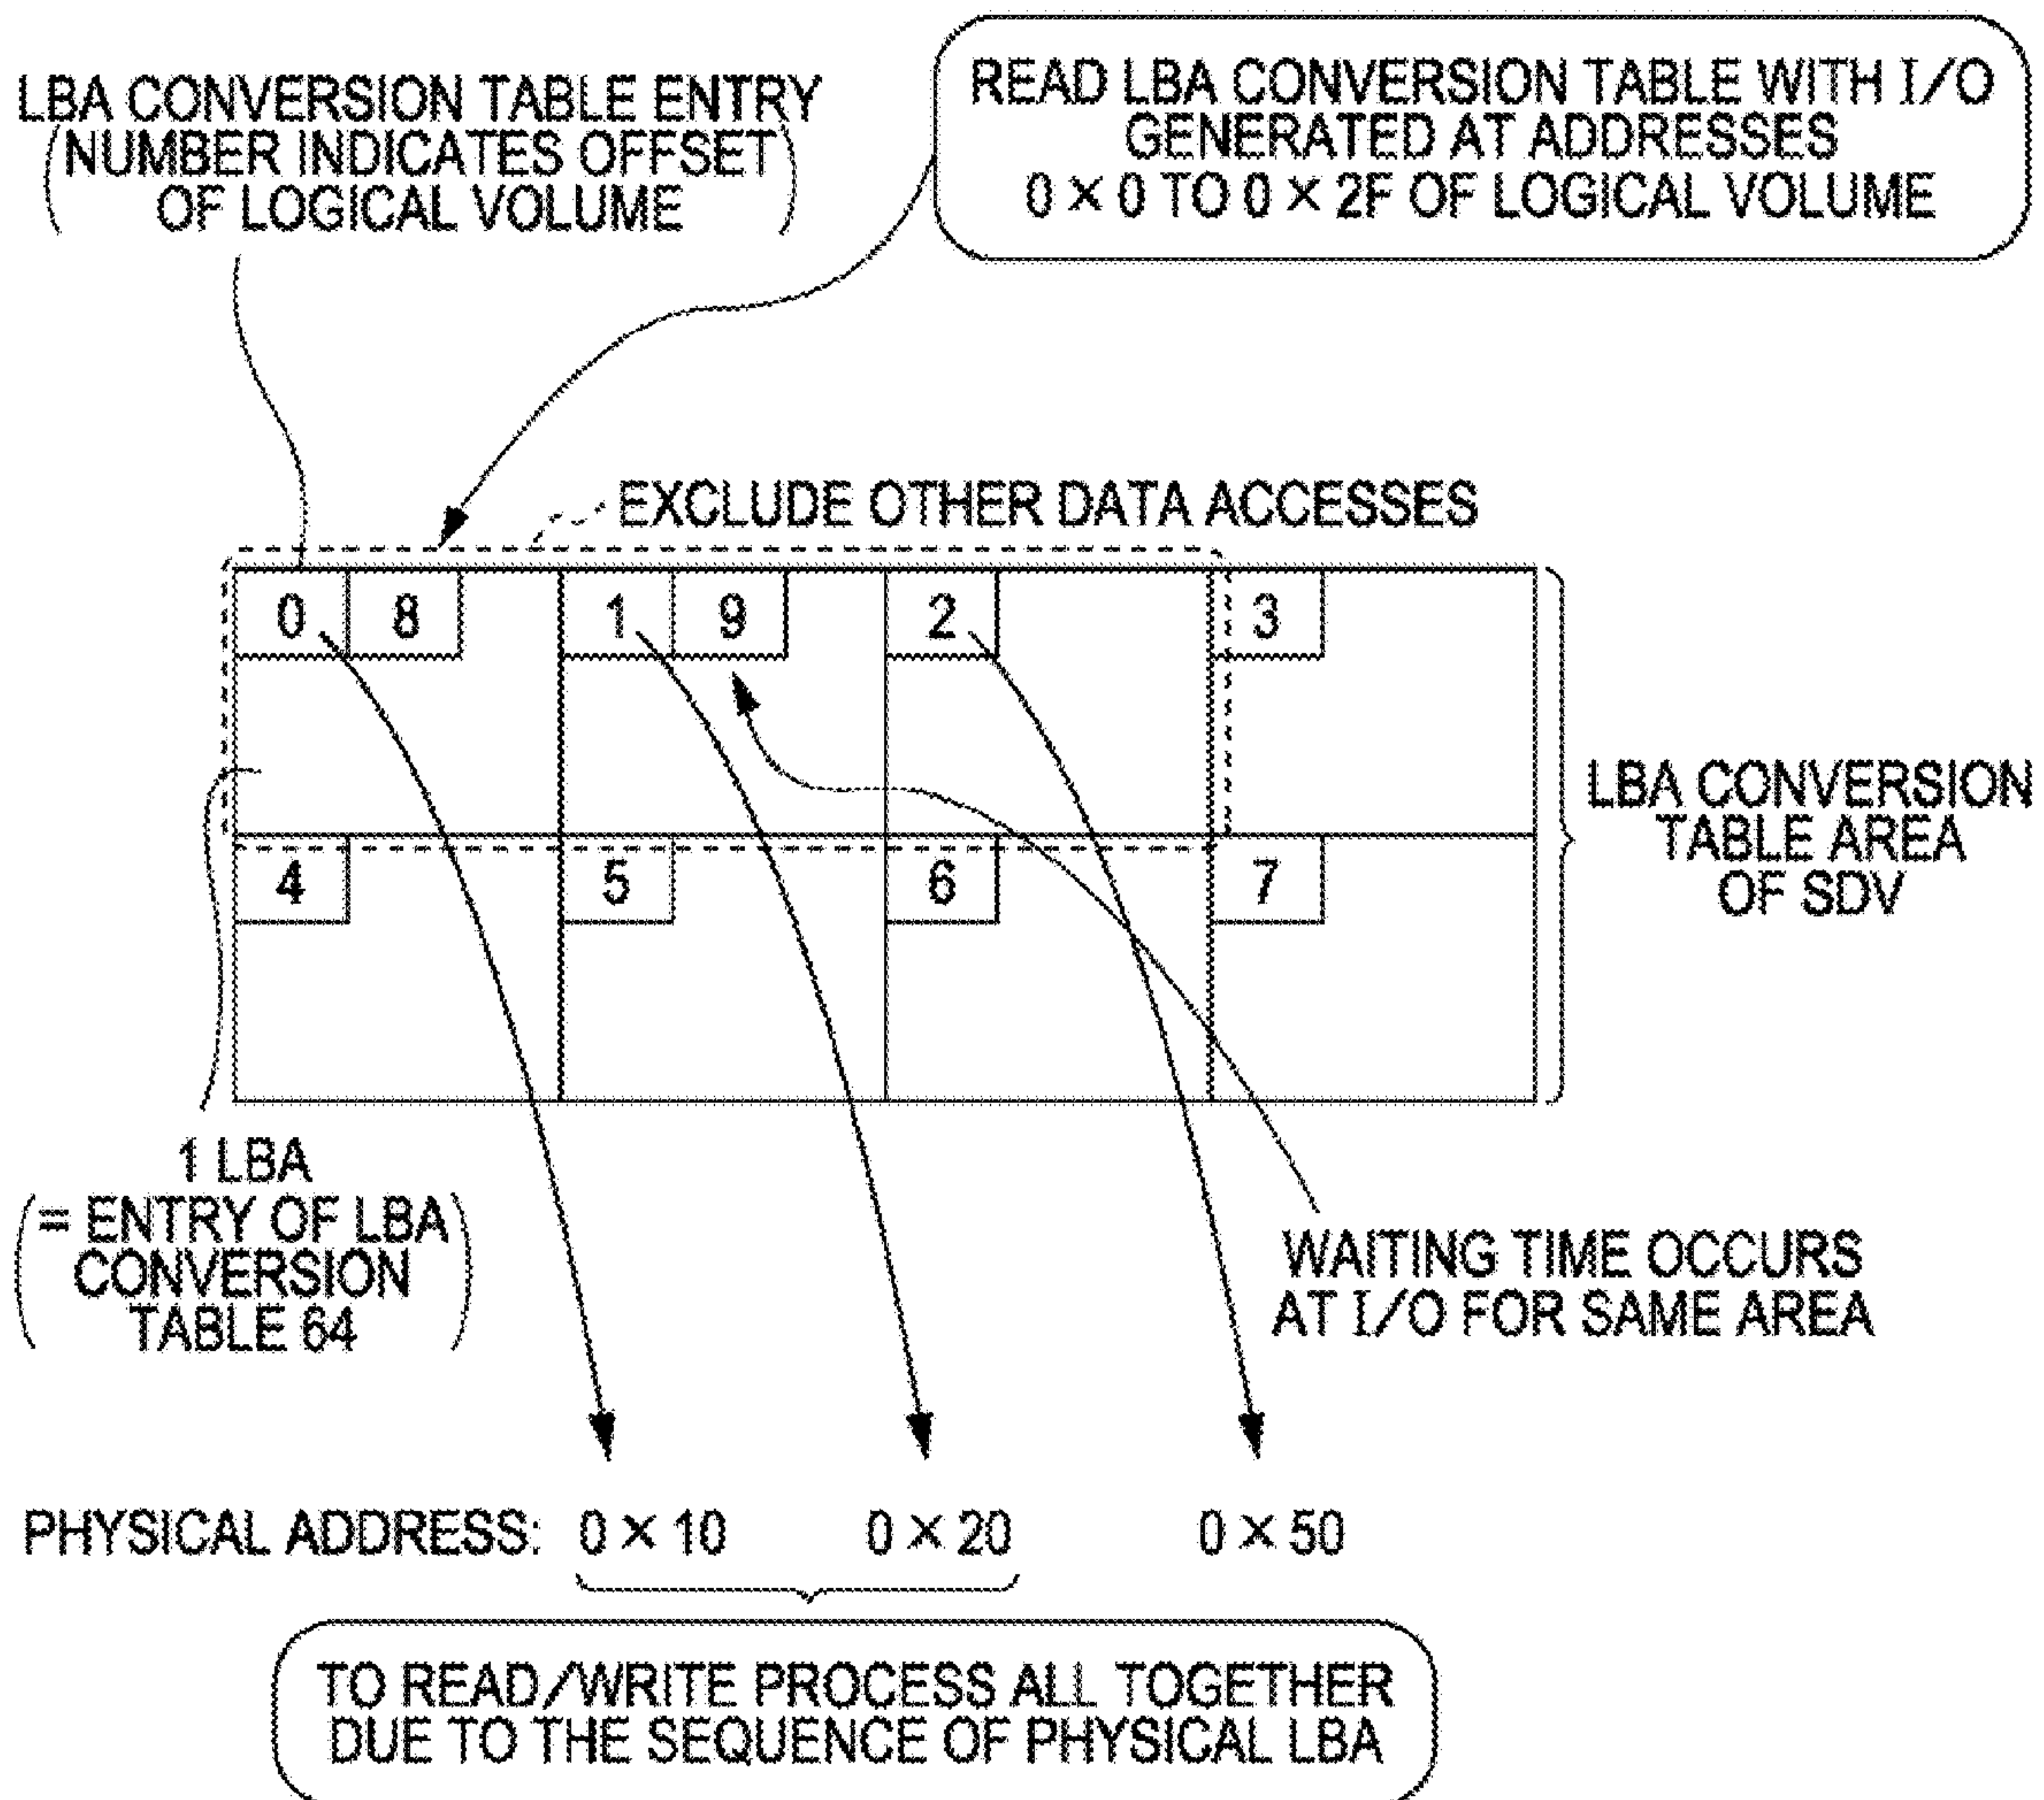 LBA CONVERSION TABLE ENTRY
(NUMBER INDICATES OFFSET
OF LOGICAL VOLUME)
READ LBA CONVERSION TABLE WITH I/O
GENERATED AT ADDRESSES
0 × 0 TO 0 × 2F OF LOGICAL VOLUME
EXCLUDE OTHER DATA ACCESSES
0 8 1 9 2 3
4 5 6 7
LBA CONVERSION
TABLE AREA
OF SDV
1 LBA
(= ENTRY OF LBA
CONVERSION
TABLE 64)
WAITING TIME OCCURS
AT I/O FOR SAME AREA
PHYSICAL ADDRESS: 0 × 10 0 × 20 0 × 50
TO READ/WRITE PROCESS ALL TOGETHER
DUE TO THE SEQUENCE OF PHYSICAL LBA